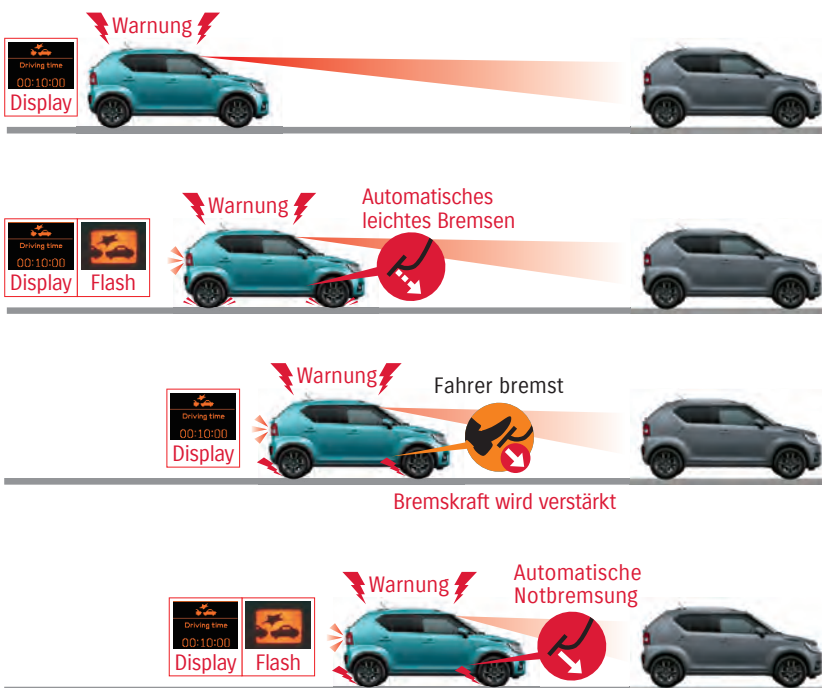 Warnung
Driving time
00:10:00
Display
Automatisches
leichtes Bremsen
Warnung
Driving time
00:10:00
Display Flash
Warnung
Fahrer bremst
Driving time
00:10:00
Display
Bremskraft wird verstärkt
Automatische
Notbremsung
Warnung
Driving time
00:10:00
Display Flash